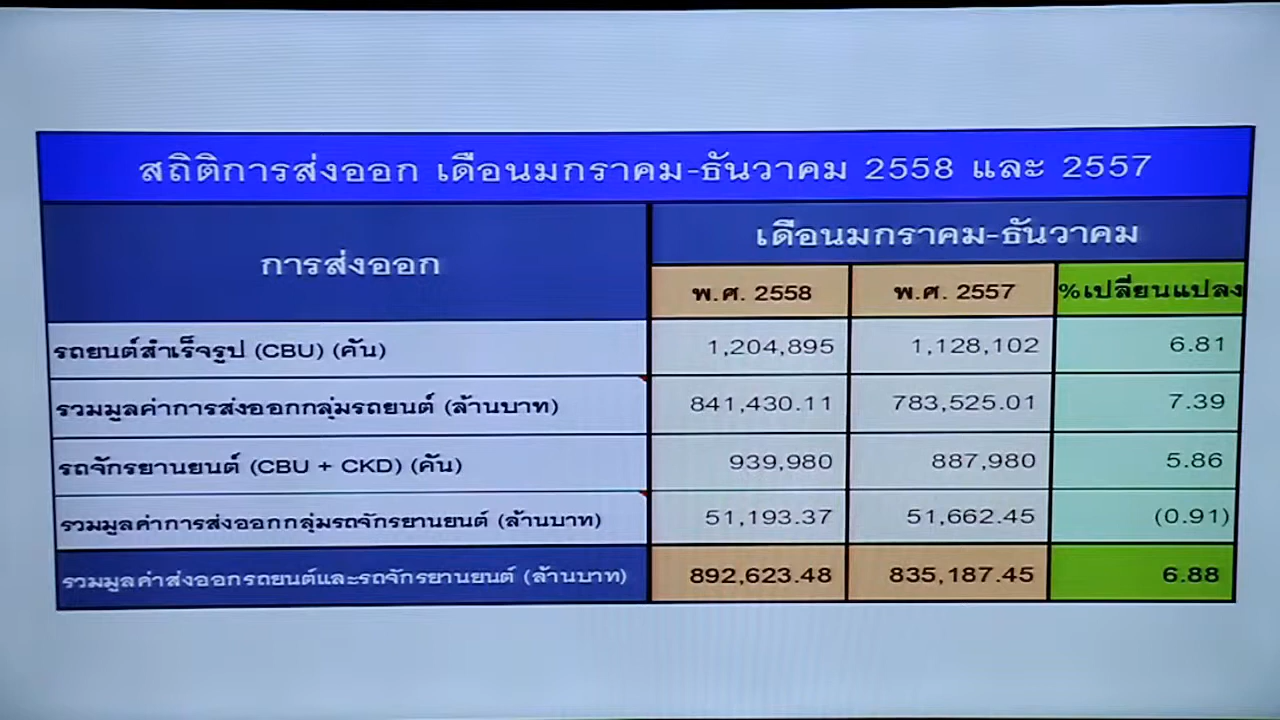 สถิติการส่งออก เดือนมกราคม-ธันวาคม 2558 และ 2557
การส่งออก
เดือนมกราคม-ธันวาคม
พ.ศ. 2558 พ.ศ. 2557 %เปลี่ยนแปลง
รถยนต์สำเร็จรูป (CBU) (คัน) 1,204,895 1,128,102 6.81
รวมมูลค่าการส่งออกกลุ่มรถยนต์ (ล้านบาท) 841,430.11 783,525.01 7.39
รถจักรยานยนต์ (CBU + CKD) (คัน) 939,980 887,980 5.86
รวมมูลค่าการส่งออกกลุ่มรถจักรยานยนต์ (ล้านบาท) 51,193.37 51,662.45 (0.91)
รวมมูลค่าส่งออกรถยนต์และรถจักรยานยนต์ (ล้านบาท) 892,623.48 835,187.45 6.88